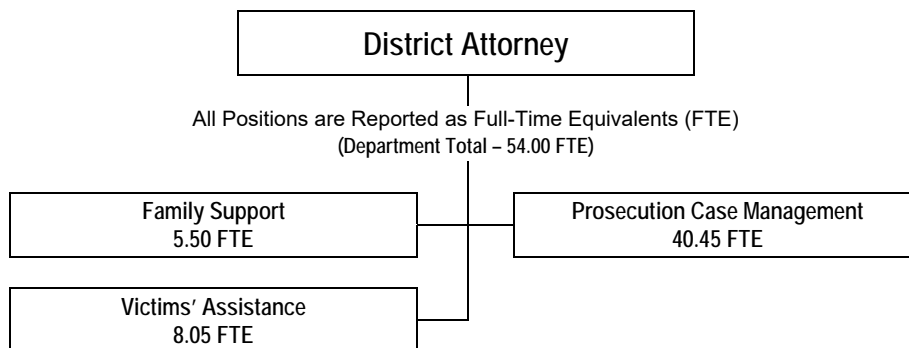 District Attorney
All Positions are Reported as Full-Time Equivalents (FTE)
(Department Total – 54.00 FTE)
Family Support
5.50 FTE
Prosecution Case Management
40.45 FTE
Victims’ Assistance
8.05 FTE